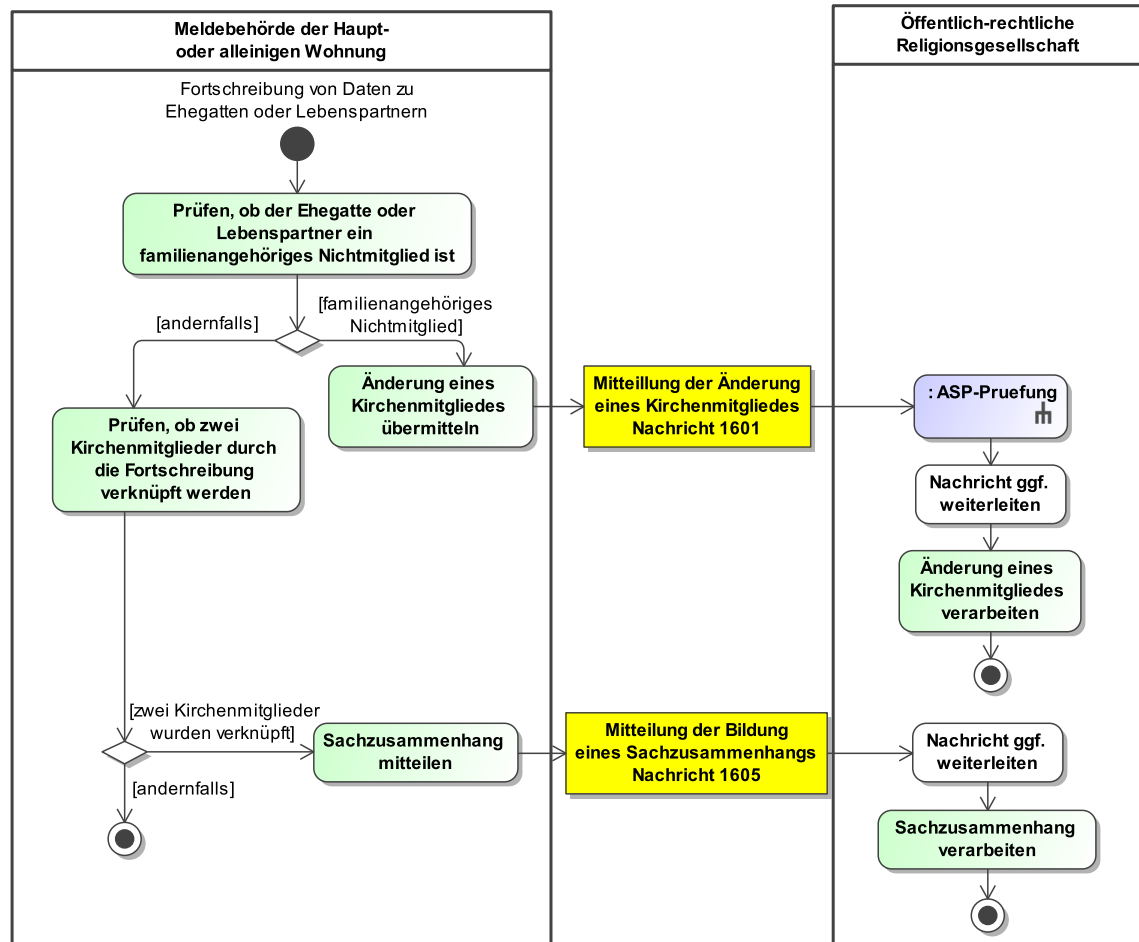 Meldebehörde der Haupt-
oder alleinigen Wohnung
Öffentlich-rechtliche
Religionsgesellschaft
Fortschreibung von Daten zu
Ehegatten oder Lebenspartnern
Prüfen, ob der Ehegatte oder
Lebenspartner ein
familienangehöriges Nichtmitglied ist
[andernfalls]
[familienangehöriges
Nichtmitglied]
Änderung eines
Kirchenmitgliedes
übermitteln
Mitteillung der Änderung
eines Kirchenmitgliedes
Nachricht 1601
: ASP-Pruefung
Prüfen, ob zwei
Kirchenmitglieder durch
die Fortschreibung
verknüpft werden
Nachricht ggf.
weiterleiten
Änderung eines
Kirchenmitgliedes
verarbeiten
[zwei Kirchenmitglieder
wurden verknüpft]
Sachzusammenhang
mitteilen
Mitteilung der Bildung
eines Sachzusammenhangs
Nachricht 1605
Nachricht ggf.
weiterleiten
[andernfalls]
Sachzusammenhang
verarbeiten